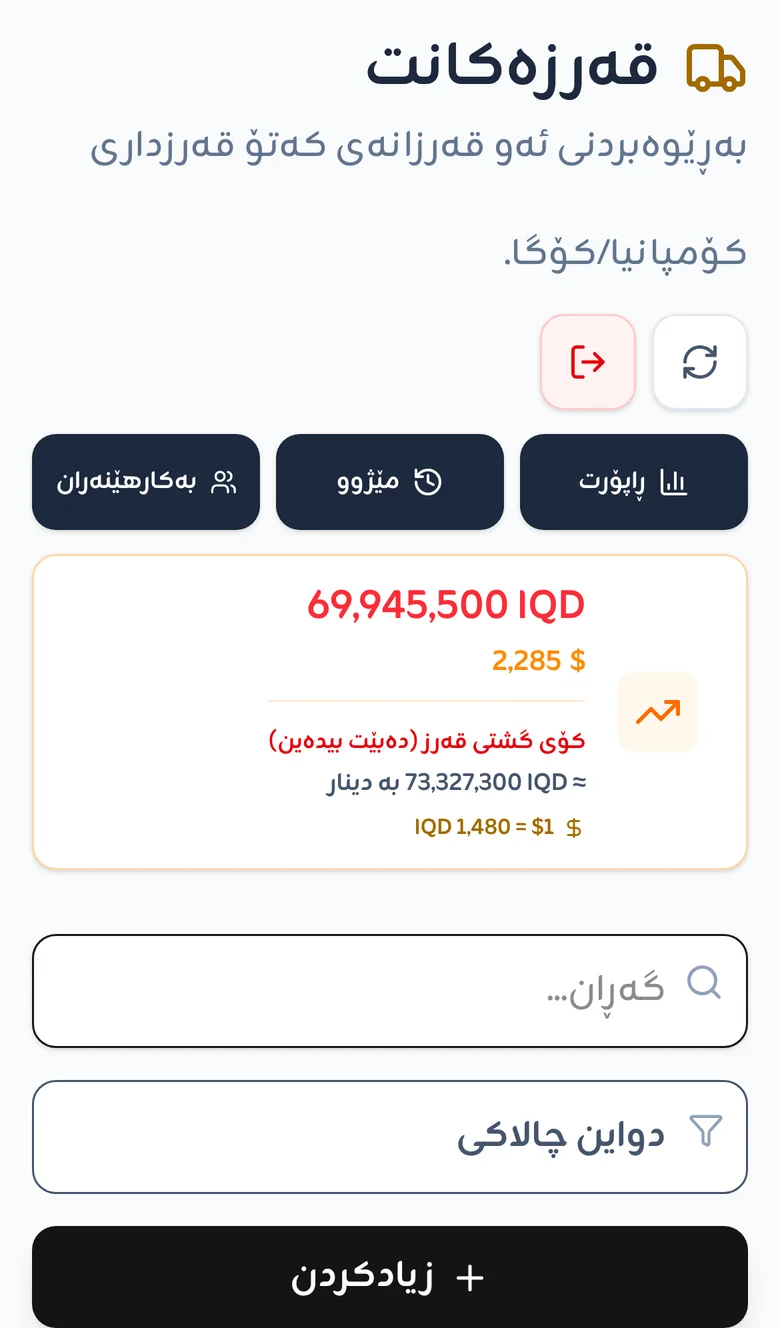 قەرزەکانت
بەڕێوەبردنی ئەو قەرزانەی کەتۆ قەرزداری
کۆمپانیا/کۆگا.
ڕاپۆرت
مێژوو
بەکارهێنەران
69,945,500 IQD
2,285 $
کۆی گشتی قەرز (دەبێت بیدەین)
≈ 73,327,300 IQD بە دینار
$1 = 1,480 IQD
گەڕان...
دواین چالاکی
زیادکردن